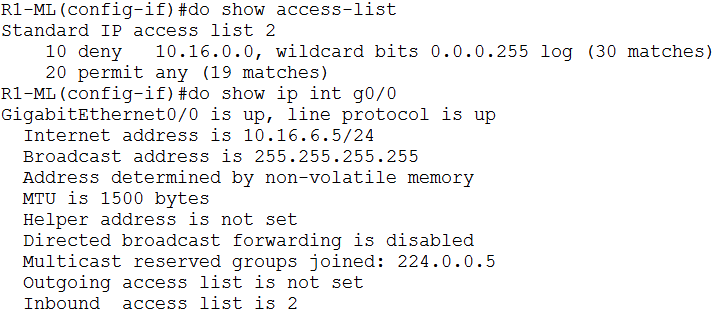 R1-ML(config-if)#do show access-list
Standard IP access list 2
    10 deny   10.16.0.0, wildcard bits 0.0.0.255 log (30 matches)
    20 permit any (19 matches)
R1-ML(config-if)#do show ip int g0/0
GigabitEthernet0/0 is up, line protocol is up
  Internet address is 10.16.6.5/24
  Broadcast address is 255.255.255.255
  Address determined by non-volatile memory
  MTU is 1500 bytes
  Helper address is not set
  Directed broadcast forwarding is disabled
  Multicast reserved groups joined: 224.0.0.5
  Outgoing access list is not set
  Inbound  access list is 2